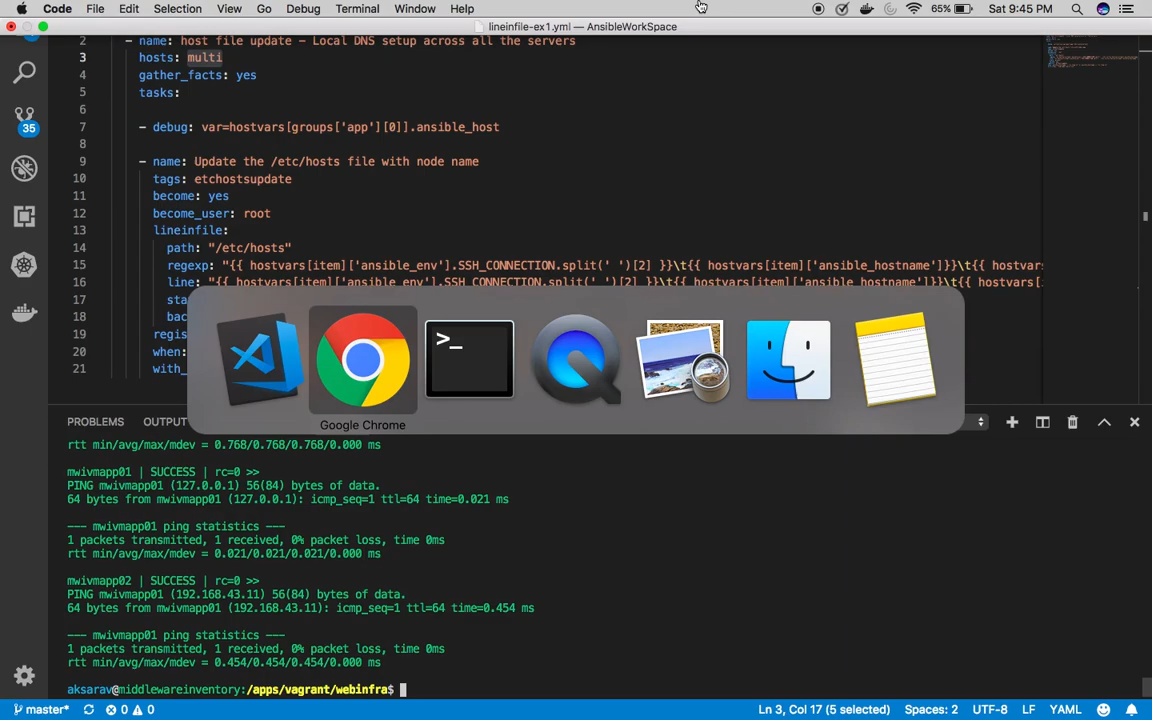 Code File Edit Selection View Go Debug Terminal Window Help 65% Sat 9:45 PM
lineinfile-ex1.yml — AnsibleWorkSpace
2 - name: host file update - Local DNS setup across all the servers
3 hosts: multi
4 gather_facts: yes
5 tasks:
6
7 - debug: var=hostvars[groups['app'][0]].ansible_host
8
9 - name: Update the /etc/hosts file with node name
10 tags: etchostsupdate
11 become: yes
12 become_user: root
13 lineinfile:
14 path: "/etc/hosts"
15 regexp: "{{ hostvars[item]['ansible_env'].SSH_CONNECTION.split(' ')[2] }}\t{{ hostvars[item]['ansible_hostname']}}\t{{ hostvars
16 line: "{{ hostvars[item]['ansible_env'].SSH_CONNECTION.split(' ')[2] }}\t{{ hostvars[item]['ansible_hostname']}}\t{{ hostvars[i
17 sta
18 bac
19 regis
20 when:
21 with_
35
>_
Google Chrome
PROBLEMS OUTPUT
rtt min/avg/max/mdev = 0.768/0.768/0.768/0.000 ms
mwivmapp01 | SUCCESS | rc=0 >>
PING mwivmapp01 (127.0.0.1) 56(84) bytes of data.
64 bytes from mwivmapp01 (127.0.0.1): icmp_seq=1 ttl=64 time=0.021 ms
--- mwivmapp01 ping statistics ---
1 packets transmitted, 1 received, 0% packet loss, time 0ms
rtt min/avg/max/mdev = 0.021/0.021/0.021/0.000 ms
mwivmapp02 | SUCCESS | rc=0 >>
PING mwivmapp01 (192.168.43.11) 56(84) bytes of data.
64 bytes from mwivmapp01 (192.168.43.11): icmp_seq=1 ttl=64 time=0.454 ms
--- mwivmapp01 ping statistics ---
1 packets transmitted, 1 received, 0% packet loss, time 0ms
rtt min/avg/max/mdev = 0.454/0.454/0.454/0.000 ms
aksarav@middlewareinventory:/apps/vagrant/webinfra$
master* 0 0 Ln 3, Col 17 (5 selected) Spaces: 2 UTF-8 LF YAML